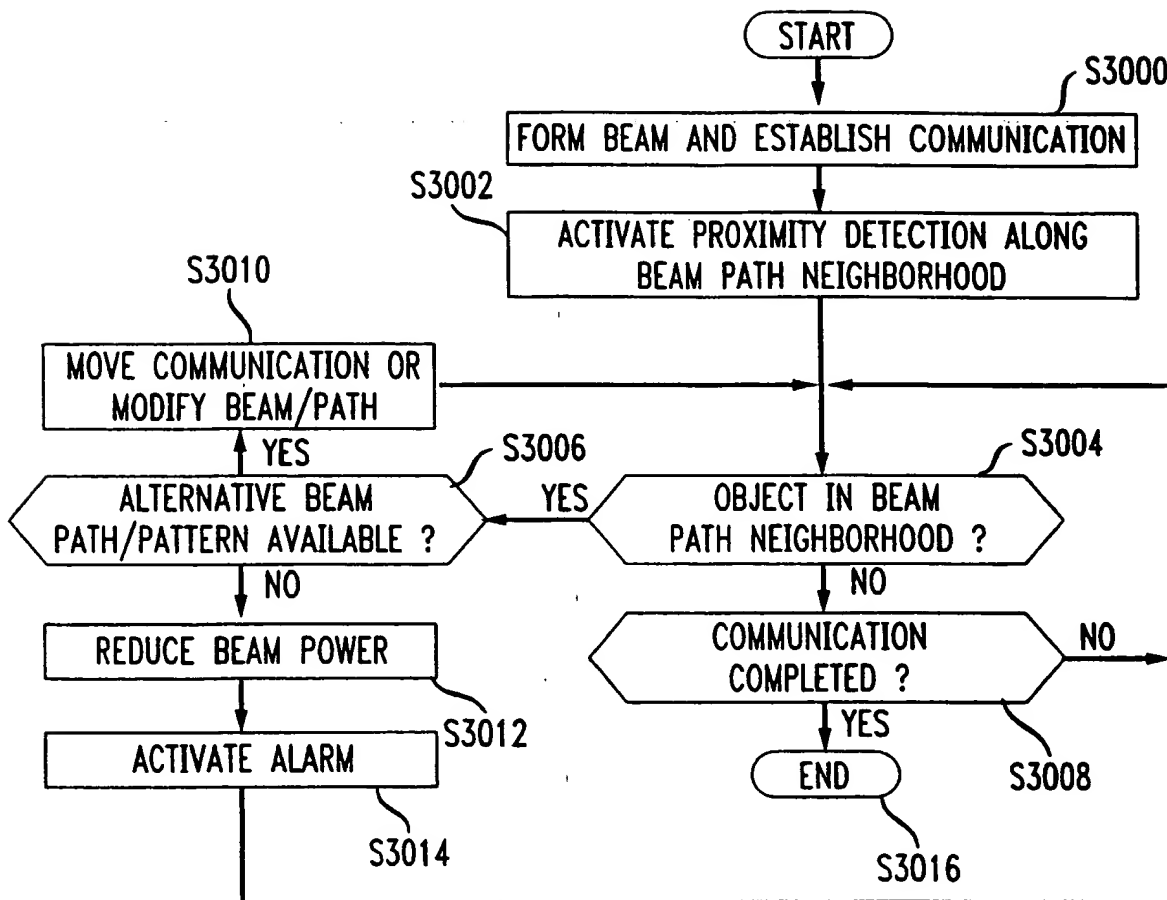 START
S3000
FORM BEAM AND ESTABLISH COMMUNICATION
S3002
ACTIVATE PROXIMITY DETECTION ALONG
BEAM PATH NEIGHBORHOOD
S3010
MOVE COMMUNICATION OR
MODIFY BEAM/PATH
YES
S3006
ALTERNATIVE BEAM
PATH/PATTERN AVAILABLE ?
YES
S3004
OBJECT IN BEAM
PATH NEIGHBORHOOD ?
NO
NO
REDUCE BEAM POWER
S3012
COMMUNICATION
COMPLETED ?
NO
YES
S3008
ACTIVATE ALARM
S3014
END
S3016